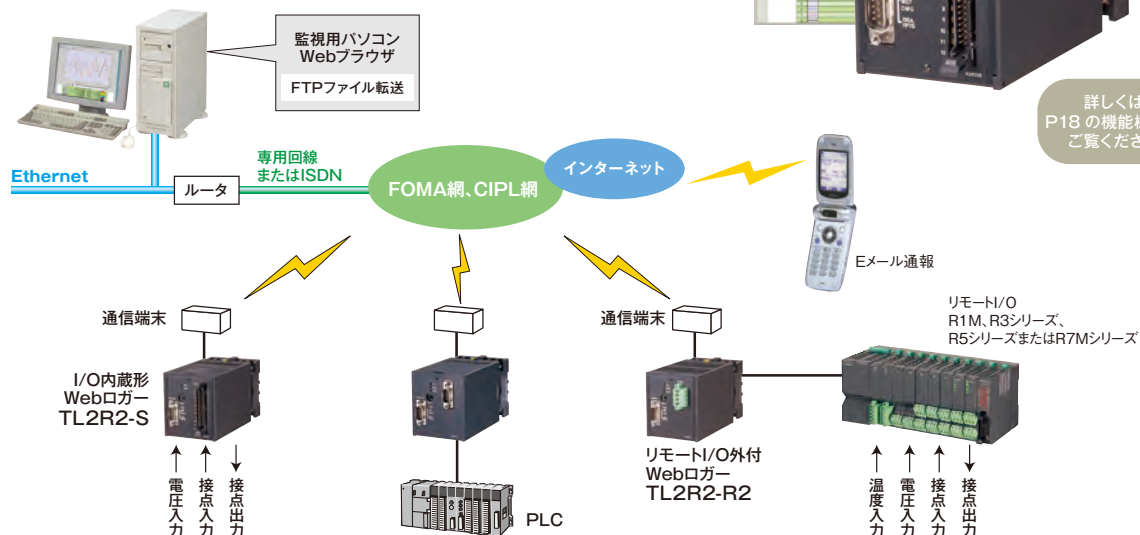 監視用パソコン
Webブラウザ
FTPファイル転送
詳しくは
P18 の機能
ご覧くださ
Ethernet
ルータ
専用回線
またはISDN
FOMA網、CIPL網
インターネット
Eメール通報
通信端末
通信端末
リモートI/O
R1M、R3シリーズ、
R5シリーズまたはR7Mシリーズ
I/O内蔵形
Webロガー
TL2R2-S
リモートI/O外付
Webロガー
TL2R2-R2
PLC
電圧入力
接点入力
接点出力
温度入力
電圧入力
接点入力
接点出力